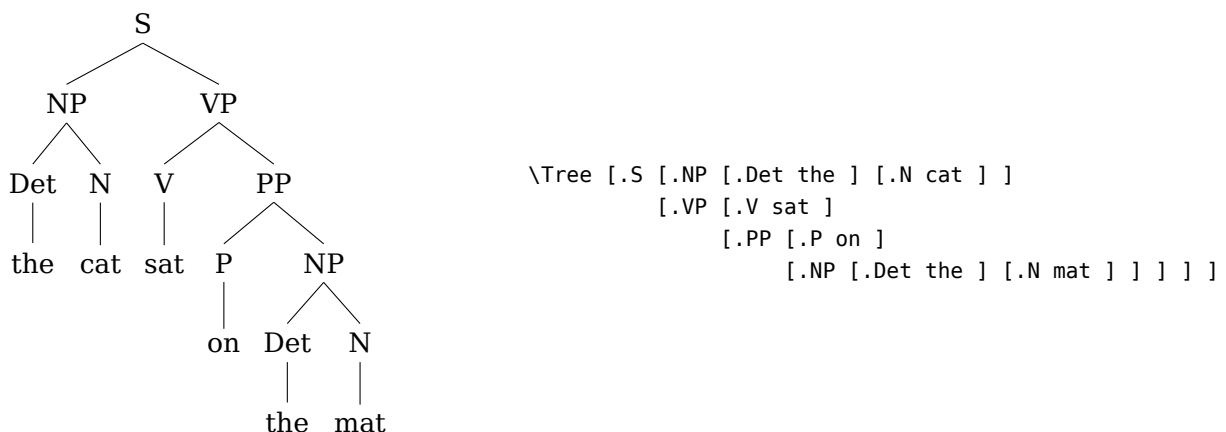 S
NP VP
Det N V PP
the cat sat P NP
on Det N
the mat
\Tree [.S [.NP [.Det the ] [.N cat ] ]
[.VP [.V sat ]
[.PP [.P on ]
[.NP [.Det the ] [.N mat ] ] ] ] ]